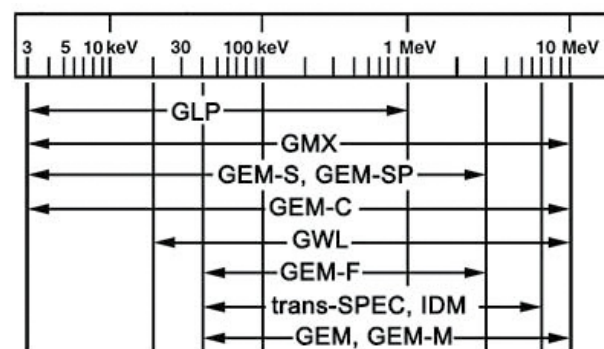 3 5 10 keV 30 100 keV 1 MeV 10 MeV
GLP
GMX
GEM-S, GEM-SP
GEM-C
GWL
GEM-F
trans-SPEC, IDM
GEM, GEM-M